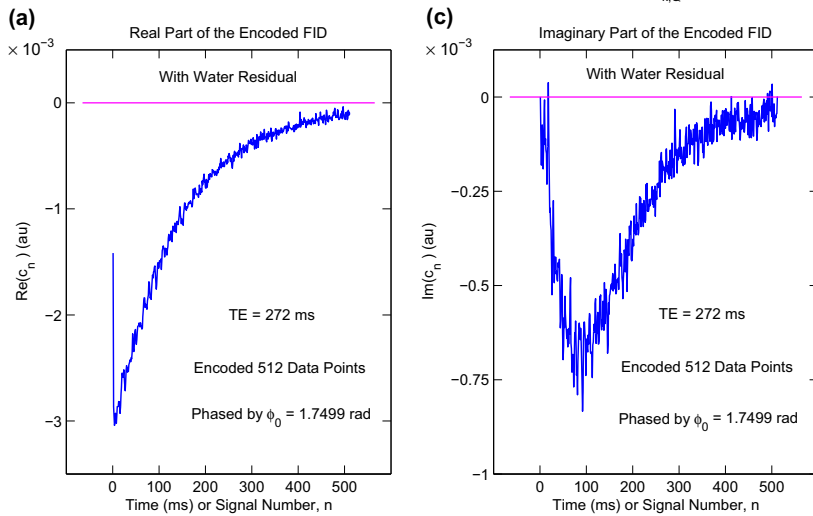 (a)
Real Part of the Encoded FID
× 10⁻³
With Water Residual
0
−1
−2
−3
Re(cₙ) (au)
TE = 272 ms
Encoded 512 Data Points
Phased by ϕ₀ = 1.7499 rad
0 100 200 300 400 500
Time (ms) or Signal Number, n
(c)
Imaginary Part of the Encoded FID
× 10⁻³
With Water Residual
0
−0.25
−0.5
−0.75
−1
Im(cₙ) (au)
TE = 272 ms
Encoded 512 Data Points
Phased by ϕ₀ = 1.7499 rad
0 100 200 300 400 500
Time (ms) or Signal Number, n